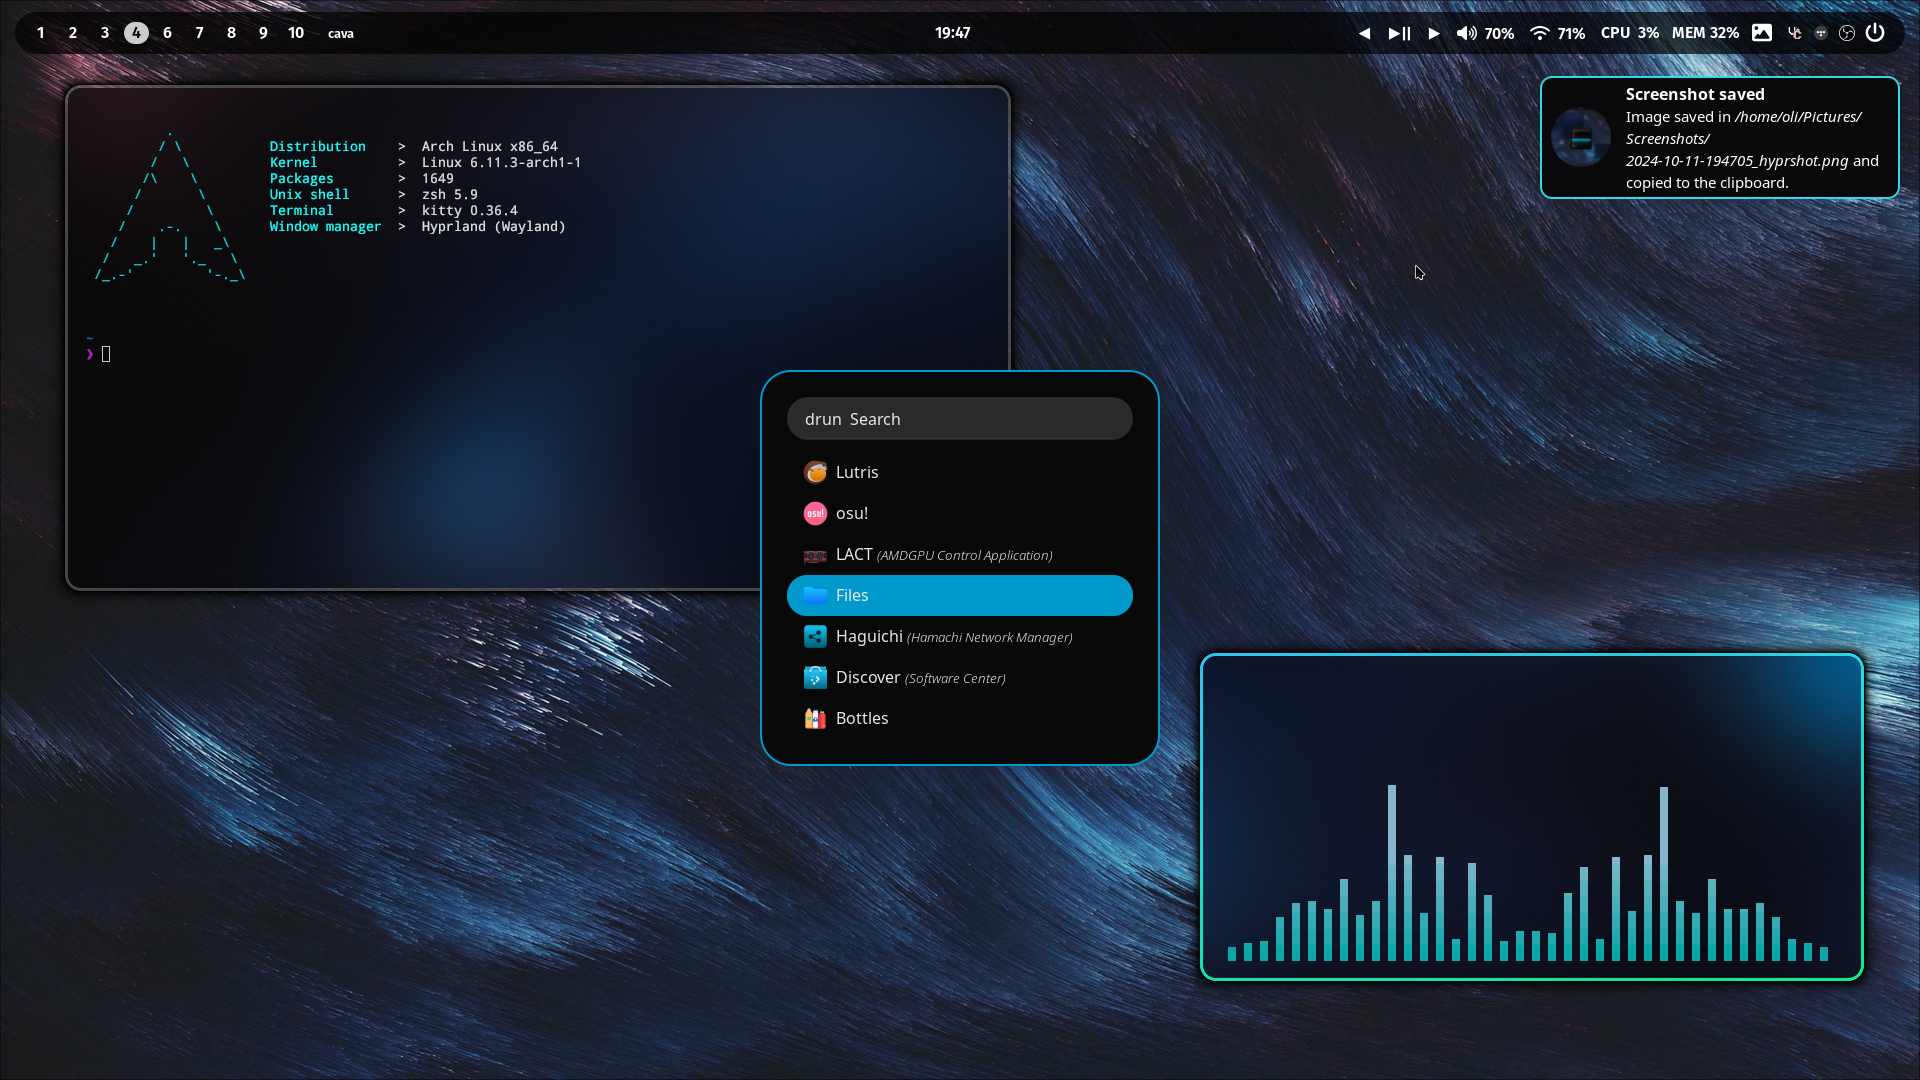 1 2 3 4 6 7 8 9 10 cava
19:47
70% 71% CPU 3% MEM 32%
Screenshot saved
Image saved in /home/oli/Pictures/
Screenshots/
2024-10-11-194705_hyprshot.png and
copied to the clipboard.
Distribution > Arch Linux x86_64
Kernel > Linux 6.11.3-arch1-1
Packages > 1649
Unix shell > zsh 5.9
Terminal > kitty 0.36.4
Window manager > Hyprland (Wayland)
~
❯
drun Search
Lutris
osu!
osu!
LACT (AMDGPU Control Application)
Files
Haguichi (Hamachi Network Manager)
Discover (Software Center)
Bottles